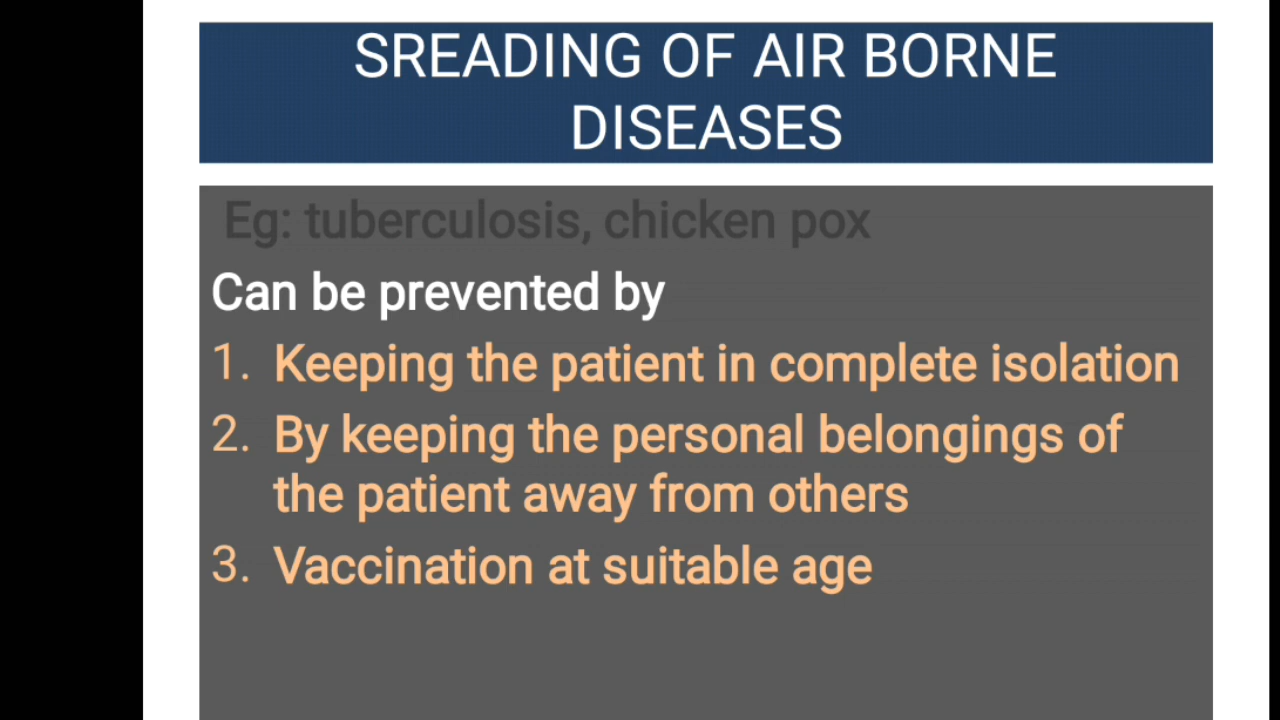 SREADING OF AIR BORNE
DISEASES
Eg: tuberculosis, chicken pox
Can be prevented by
1. Keeping the patient in complete isolation
2. By keeping the personal belongings of
the patient away from others
3. Vaccination at suitable age